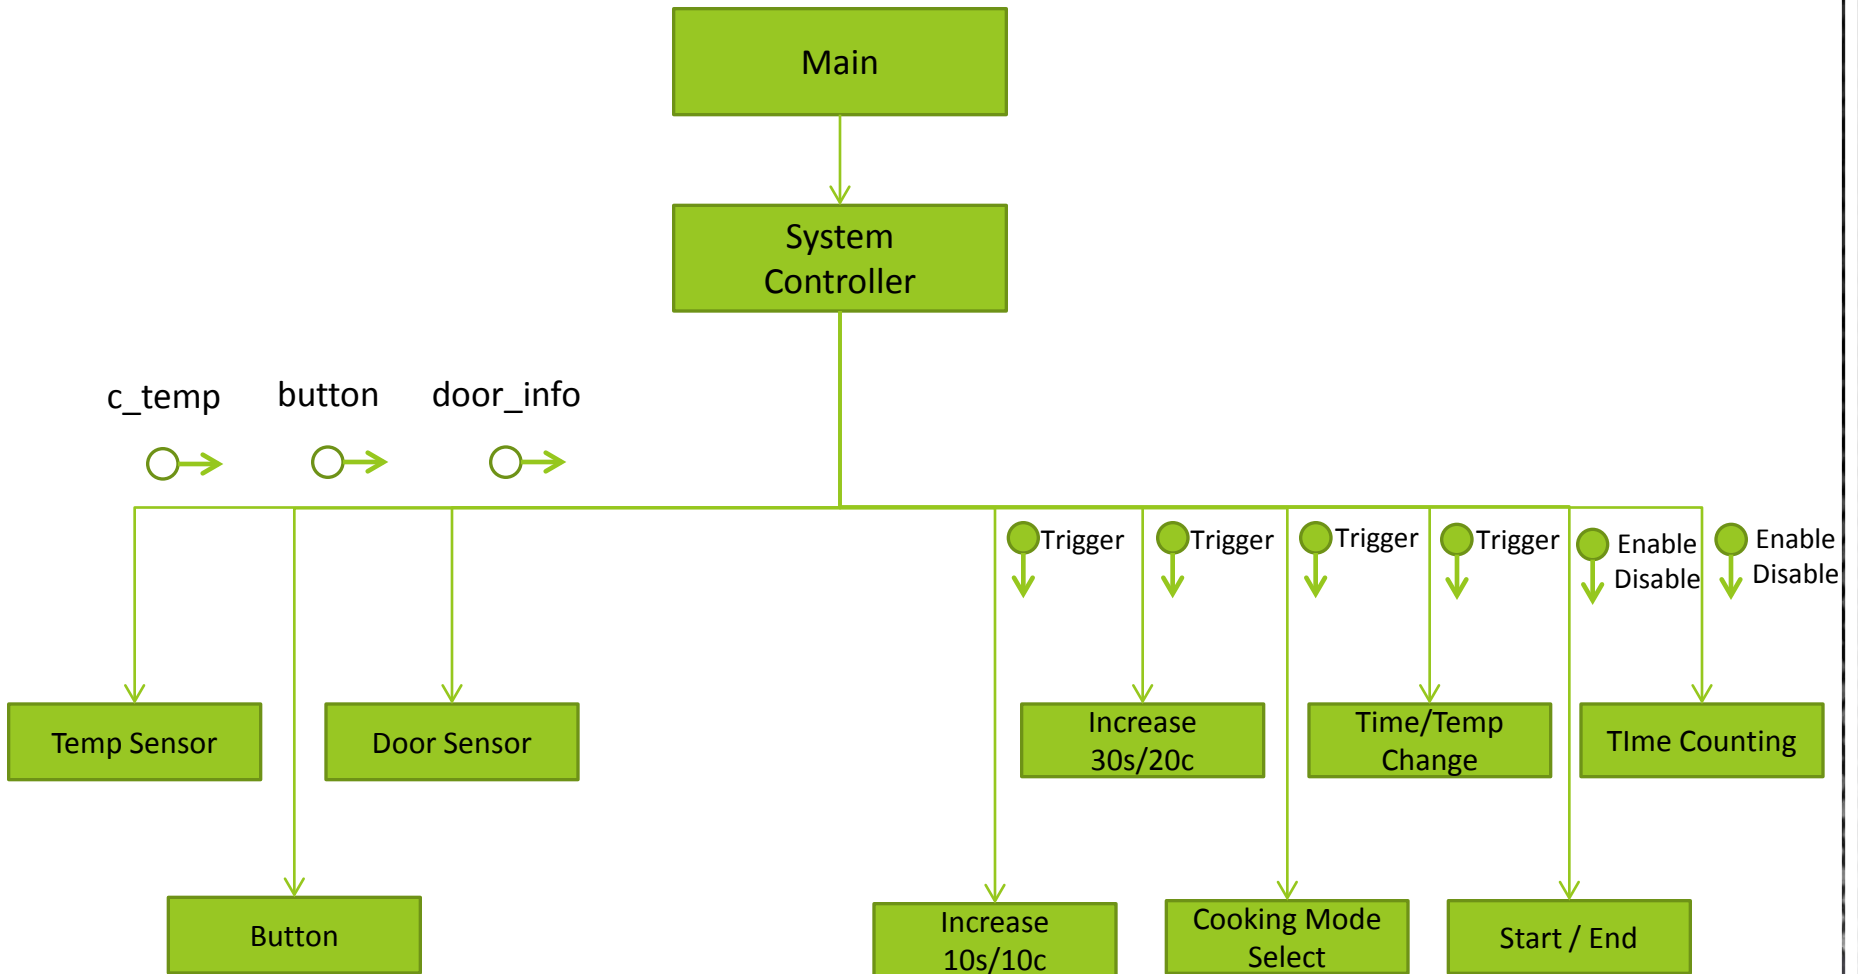 Main
System
Controller
c_temp
button
door_info
Trigger
Trigger
Trigger
Trigger
Enable
Disable
Enable
Disable
Temp Sensor
Door Sensor
Increase
30s/20c
Time/Temp
Change
TIme Counting
Button
Increase
10s/10c
Cooking Mode
Select
Start / End